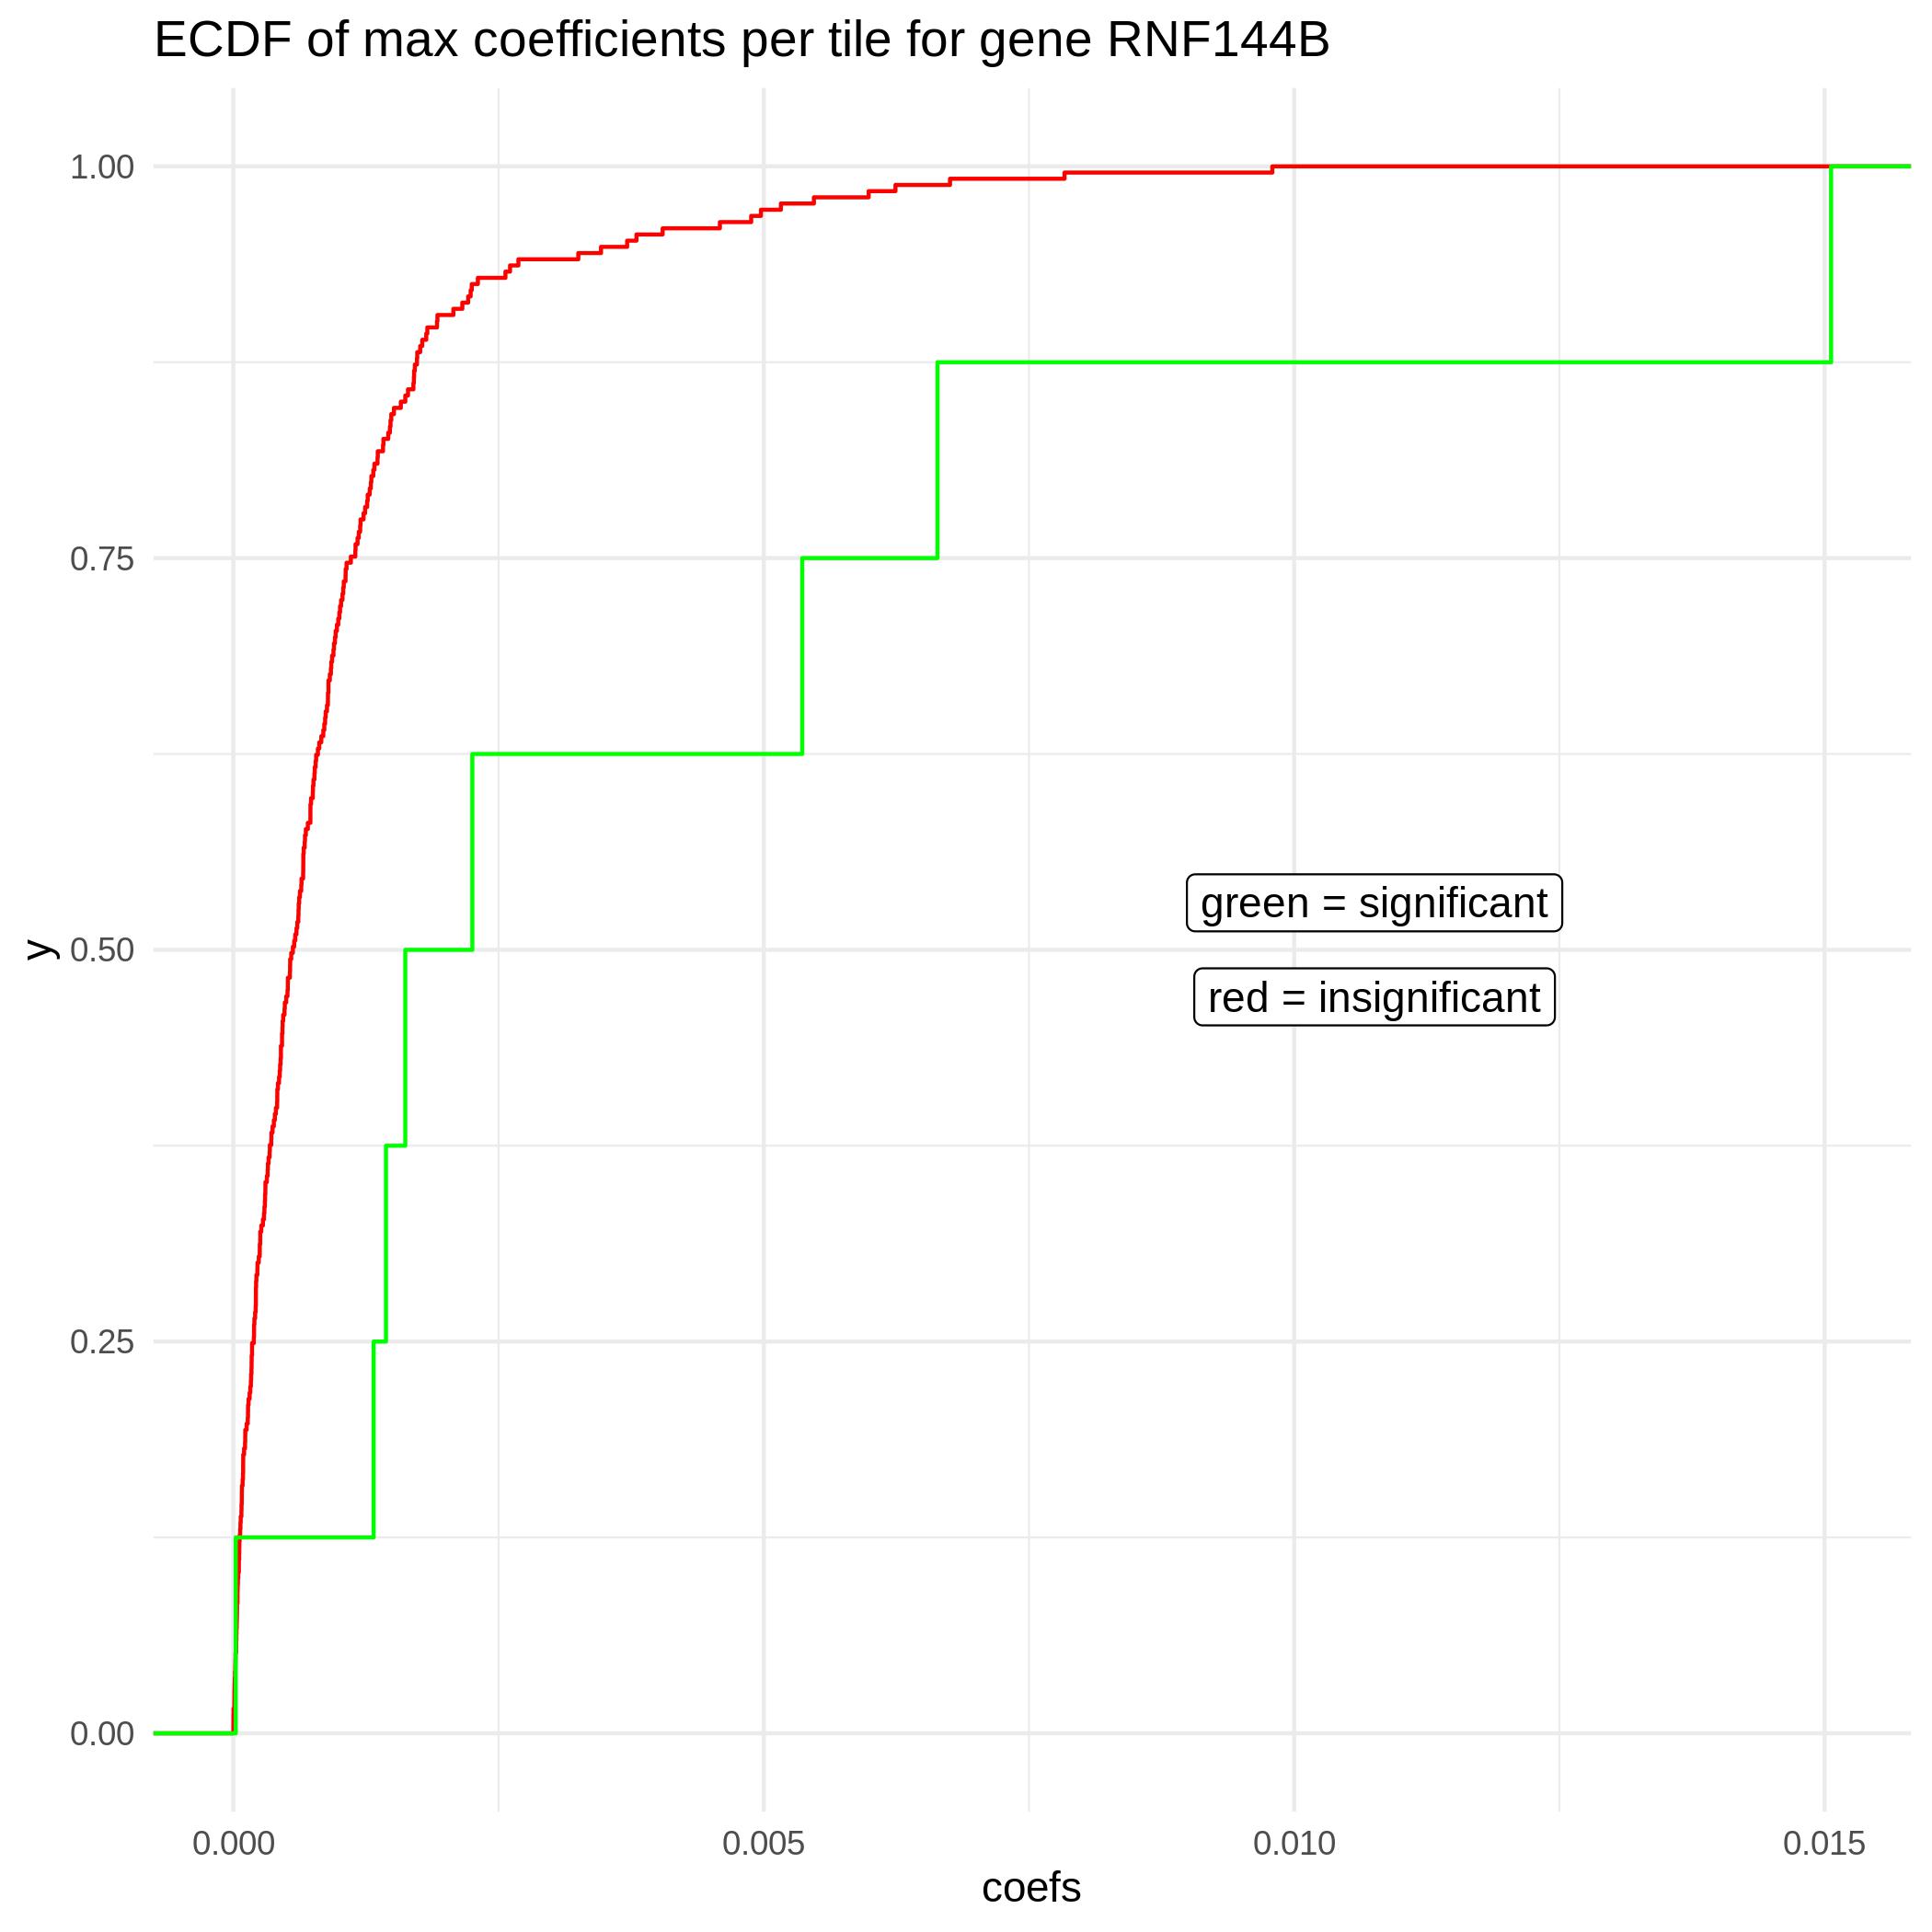 ECDF of max coefficients per tile for gene RNF144B
1.00
0.75
0.50
0.25
0.00
y
green = significant
red = insignificant
0.000 0.005 0.010 0.015
coefs